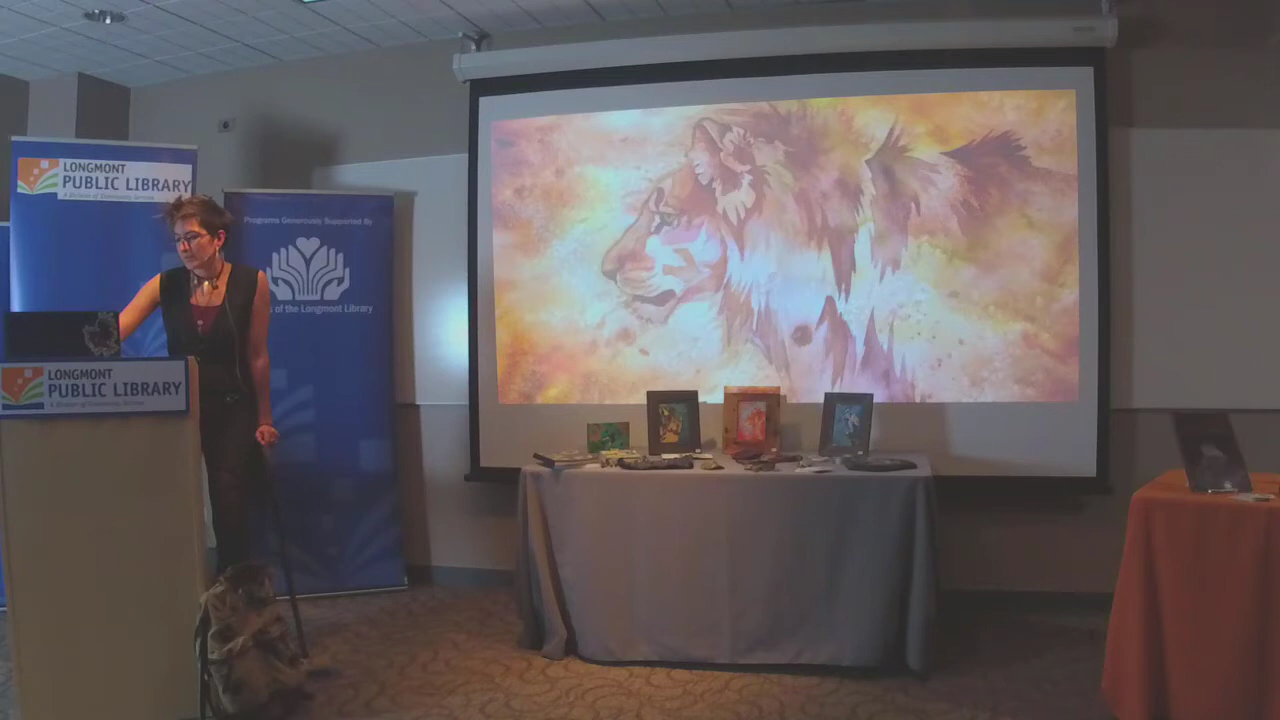 LONGMONT
PUBLIC LIBRARY
A Division of Community Services
Programs Generously Supported By
of the Longmont Library
LONGMONT
PUBLIC LIBRARY
A Division of Community Services